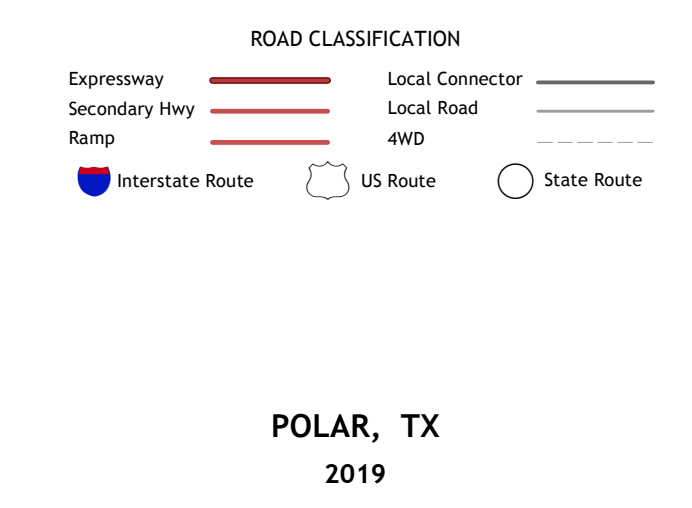 ROAD CLASSIFICATION
Expressway
Local Connector
Secondary Hwy
Local Road
Ramp
4WD
Interstate Route
US Route
State Route
POLAR, TX
2019